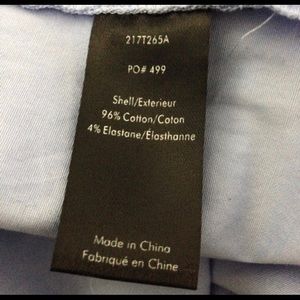 217T265A
PO# 499
Shell/Exterieur
96% Cotton/Coton
4% Elastane/Élasthanne
Made in China
Fabriqué en Chine